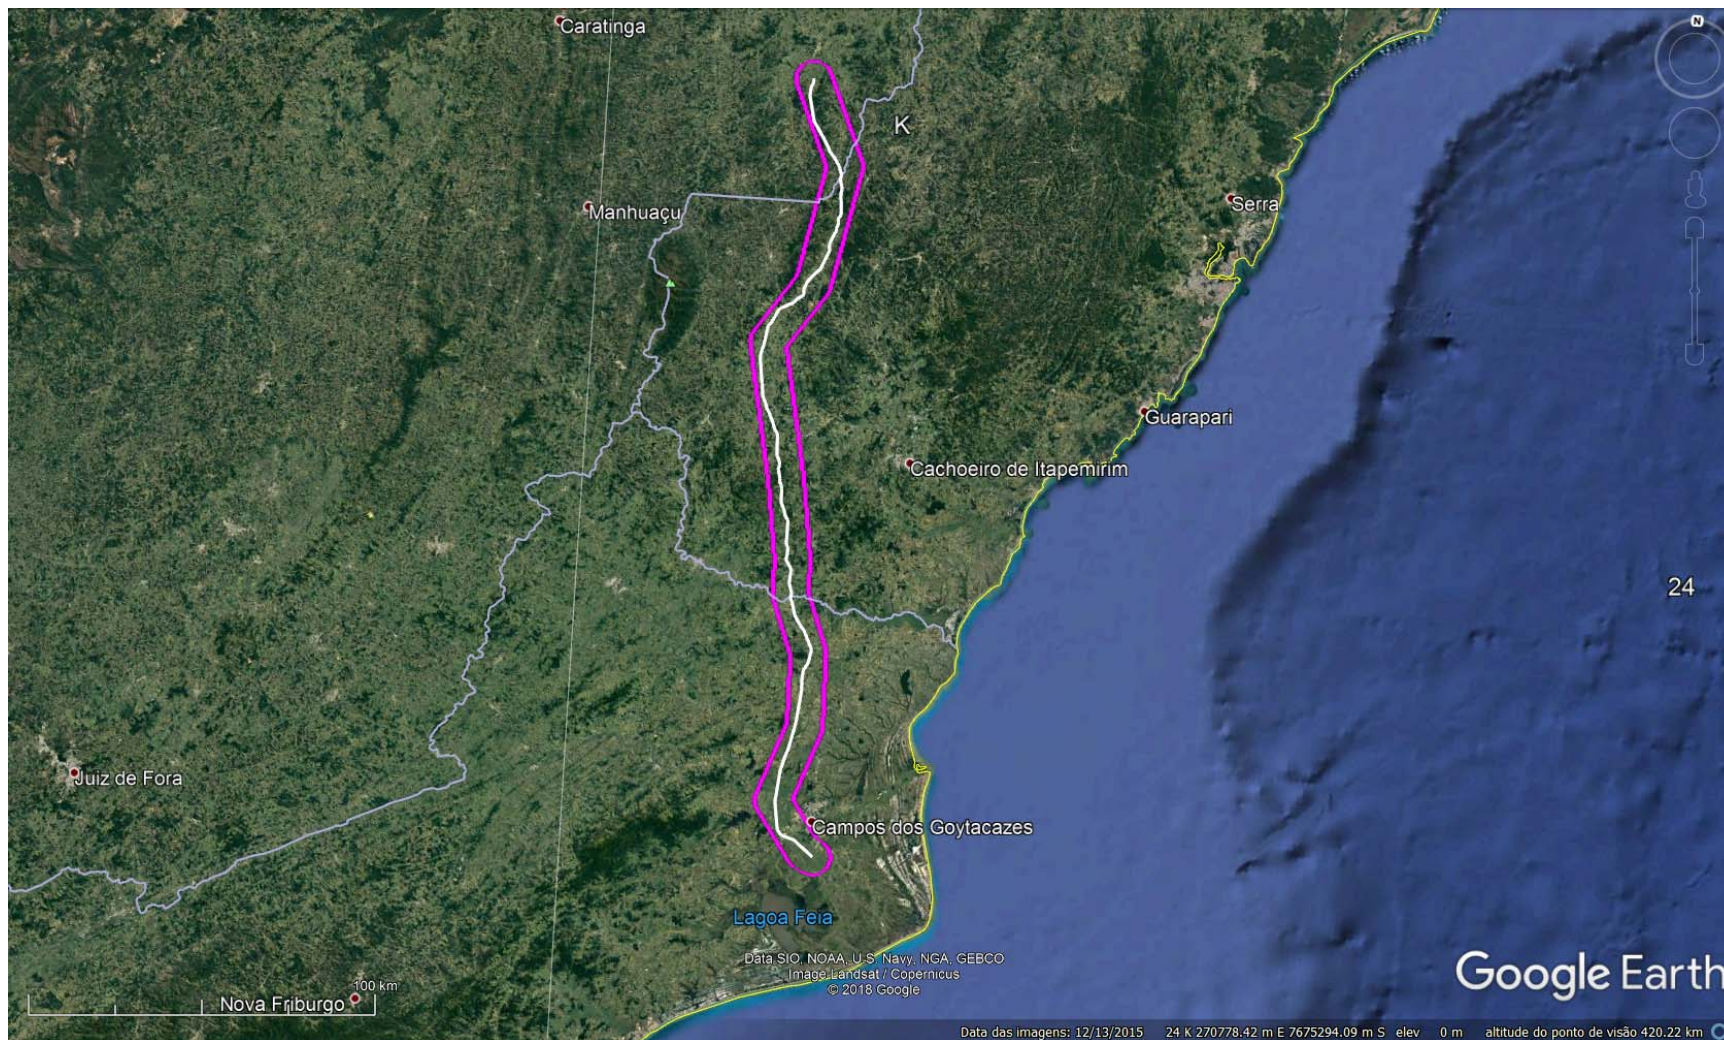 Caratinga
N
K
Manhuaçu
Serra
Guarapari
Cachoeiro de Itapemirim
24
Juiz de Fora
Campos dos Goytacazes
Lagoa Feia
Data SIO, NOAA, U.S. Navy, NGA, GEBCO
Image Landsat / Copernicus
© 2018 Google
Google Earth
100 km
Nova Friburgo
Data das imagens: 12/13/2015 24 K 270778.42 m E 7675294.09 m S elev 0 m altitude do ponto de visão 420.22 km